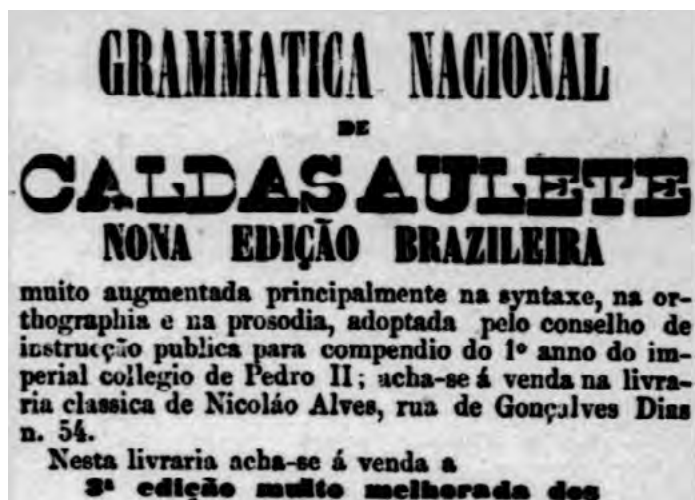 GRAMMATICA NACIONAL
DE
CALDAS AULETE
NONA EDIÇÃO BRAZILEIRA
muito augmentada principalmente na syntaxe, na or-
thographia e na prosodia, adoptada pelo conselho de
instrucção publica para compendio do 1º anno do im-
perial collegio de Pedro II; acha-se á venda na livra-
ria classica de Nicoláo Alves, rua de Gonçalves Dias
n. 54.
Nesta livraria acha-se á venda a
3ª edição muito melhorada dos